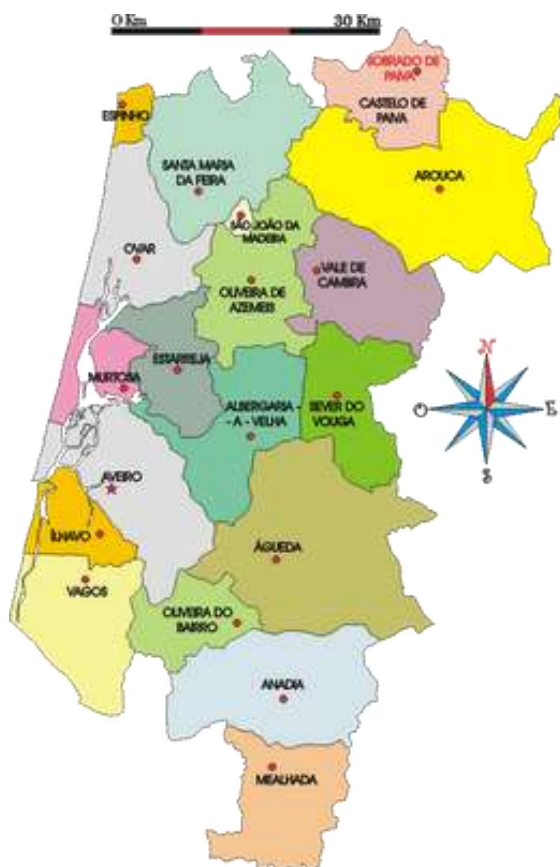 0 Km 30 Km
SOBRADO DE
PAIVA
CASTELO DE
PAIVA
ESPINHO
SANTA MARIA
DA FEIRA
AROUCA
SÃO JOÃO DA
MADEIRA
OVAR
VALE DE
CAMBRA
OLIVEIRA DE
AZEMEIS
ESTARREJA
MURTOSA
ALBERGARIA -
- A - VELHA
SEVER DO
VOUGA
N
O
E
S
AVEIRO
ÍLHAVO
ÁGUEDA
VAGOS
OLIVEIRA DO
BAIRRO
ANADIA
MEALHADA